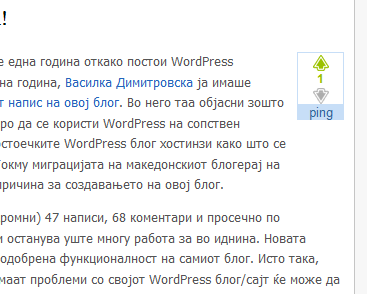 !
е една година откако постои WordPress
на година, Василка Димитровска ја имаше
т напис на овој блог. Во него таа објасни зошто
ро да се користи WordPress на сопствен
остоечките WordPress блог хостинзи како што се
Токму миграцијата на македонскиот блогерај на
причина за создавањето на овој блог.
ромни) 47 написи, 68 коментари и просечно по
и останува уште многу работа за во иднина. Новата
одобрена функционалност на самиот блог. Исто така,
маат проблеми со својот WordPress блог/сајт ќе може да
1
ping